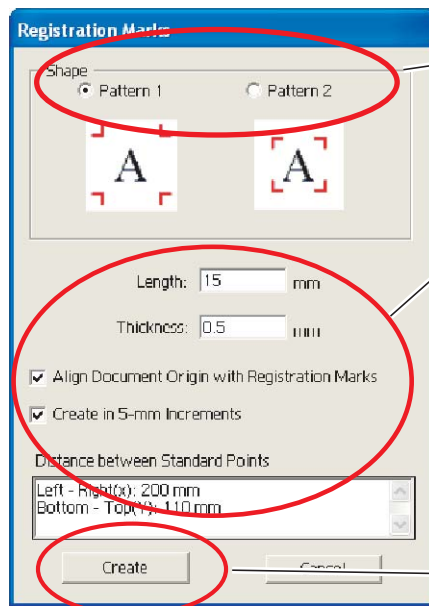 Registration Marks
Shape
Pattern 1 Pattern 2
A A
Length: 15 mm
Thickness: 0.5 mm
Align Document Origin with Registration Marks
Create in 5-mm Increments
Distance between Standard Points
Left - Right(x): 200 mm
Bottom - Top(Y): 110 mm
Create Cancel